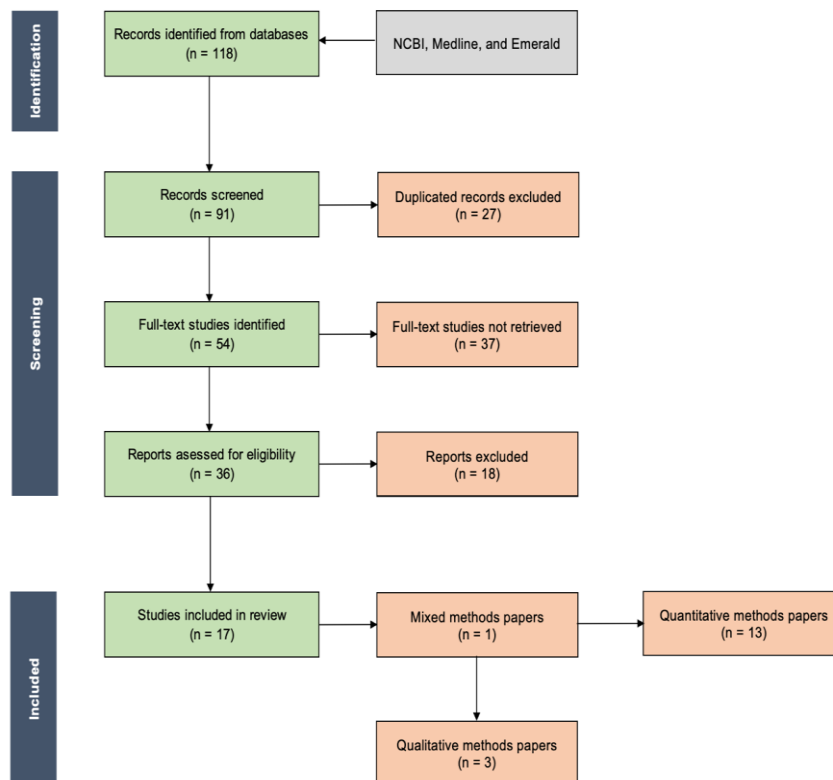 Identification
Records identified from databases
(n = 118)
NCBI, Medline, and Emerald
Screening
Records screened
(n = 91)
Duplicated records excluded
(n = 27)
Full-text studies identified
(n = 54)
Full-text studies not retrieved
(n = 37)
Reports asessed for eligibility
(n = 36)
Reports excluded
(n = 18)
Included
Studies included in review
(n = 17)
Mixed methods papers
(n = 1)
Quantitative methods papers
(n = 13)
Qualitative methods papers
(n = 3)